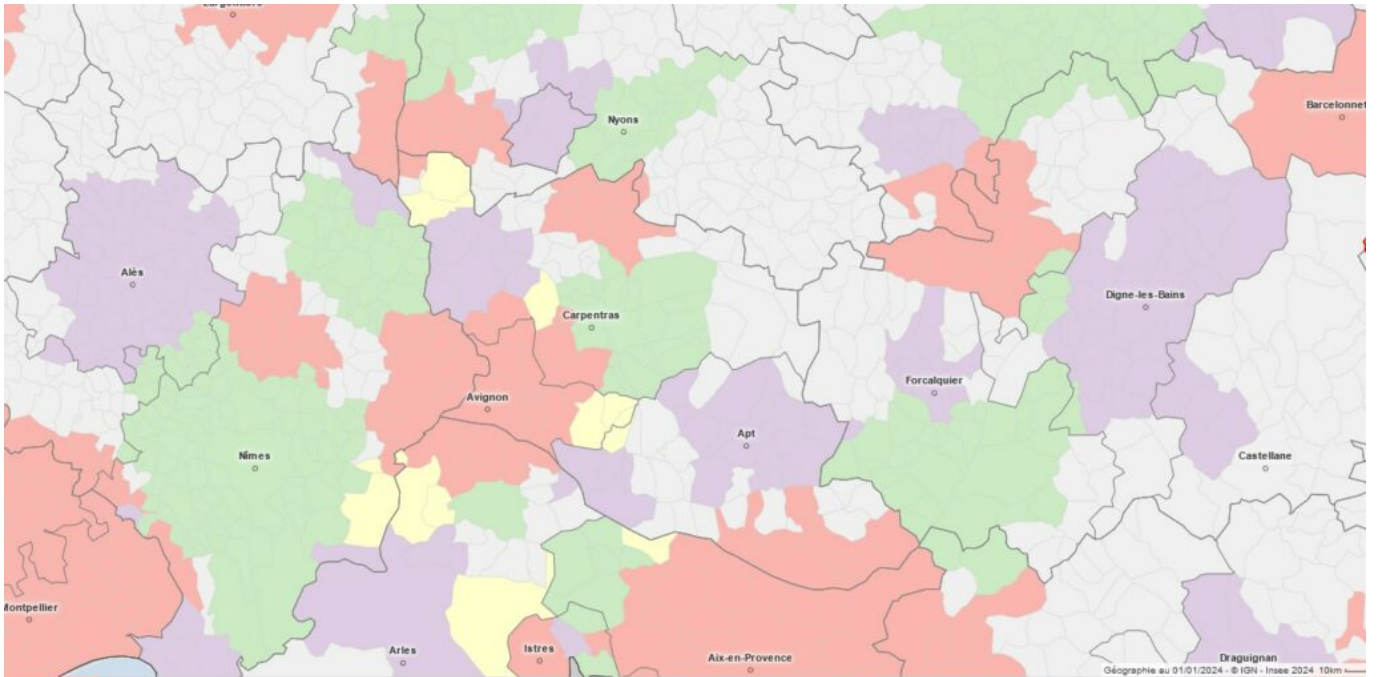 Nyons
Barcelonnet
Alès
Digne-les-Bains
Carpentras
Forcalquier
Avignon
Apt
Nîmes
Castellane
Montpellier
Arles
Istres
Aix-en-Provence
Draguignan
Géographie au 01/01/2024 - © IGN - Insee 2024 10km